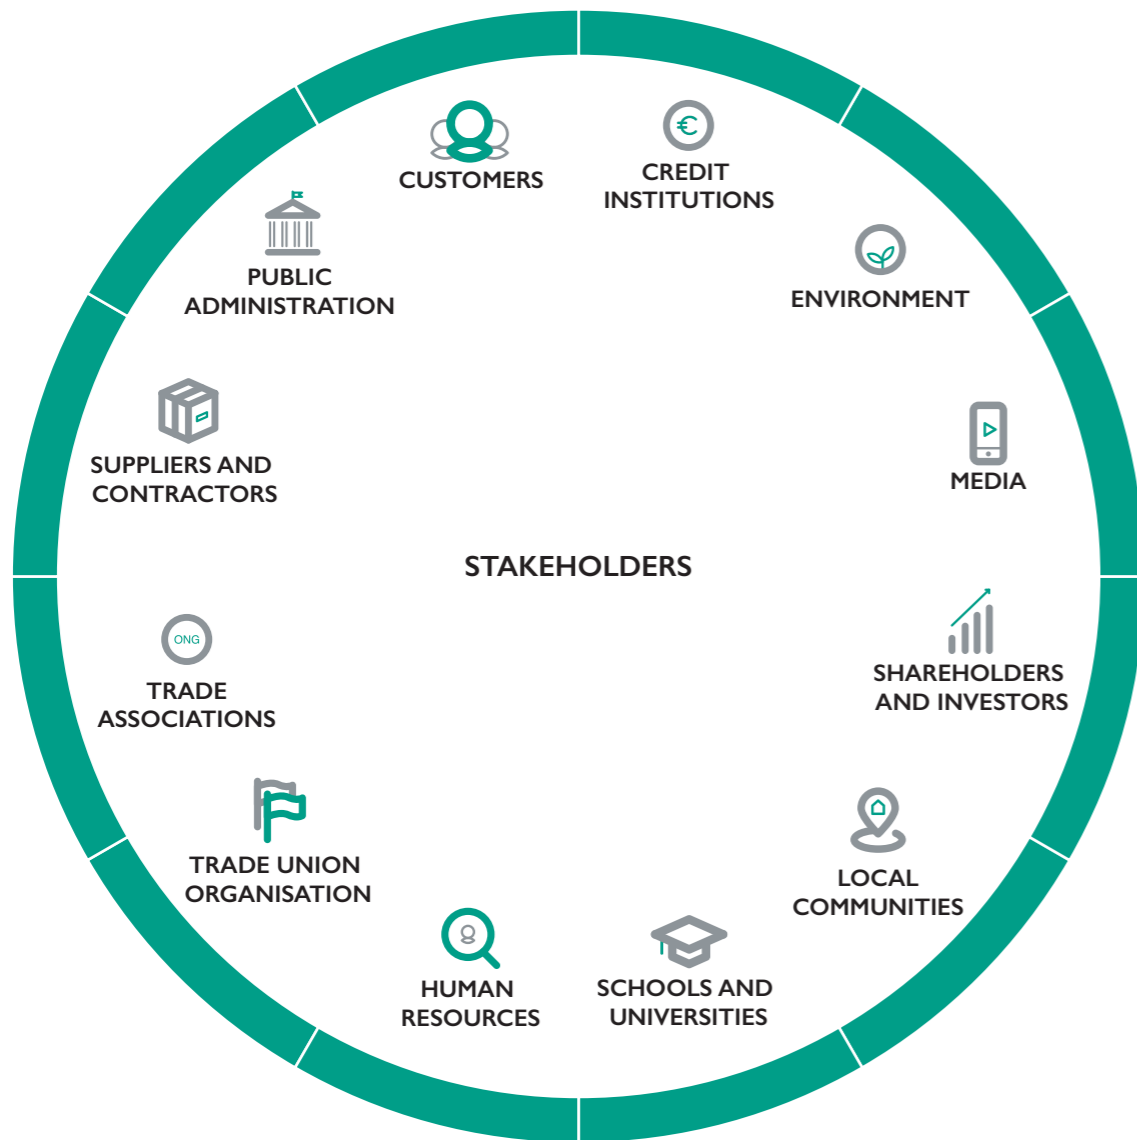 CUSTOMERS
€
CREDIT
INSTITUTIONS
PUBLIC
ADMINISTRATION
ENVIRONMENT
SUPPLIERS AND
CONTRACTORS
MEDIA
STAKEHOLDERS
ONG
TRADE
ASSOCIATIONS
SHAREHOLDERS
AND INVESTORS
TRADE UNION
ORGANISATION
LOCAL
COMMUNITIES
HUMAN
RESOURCES
SCHOOLS AND
UNIVERSITIES